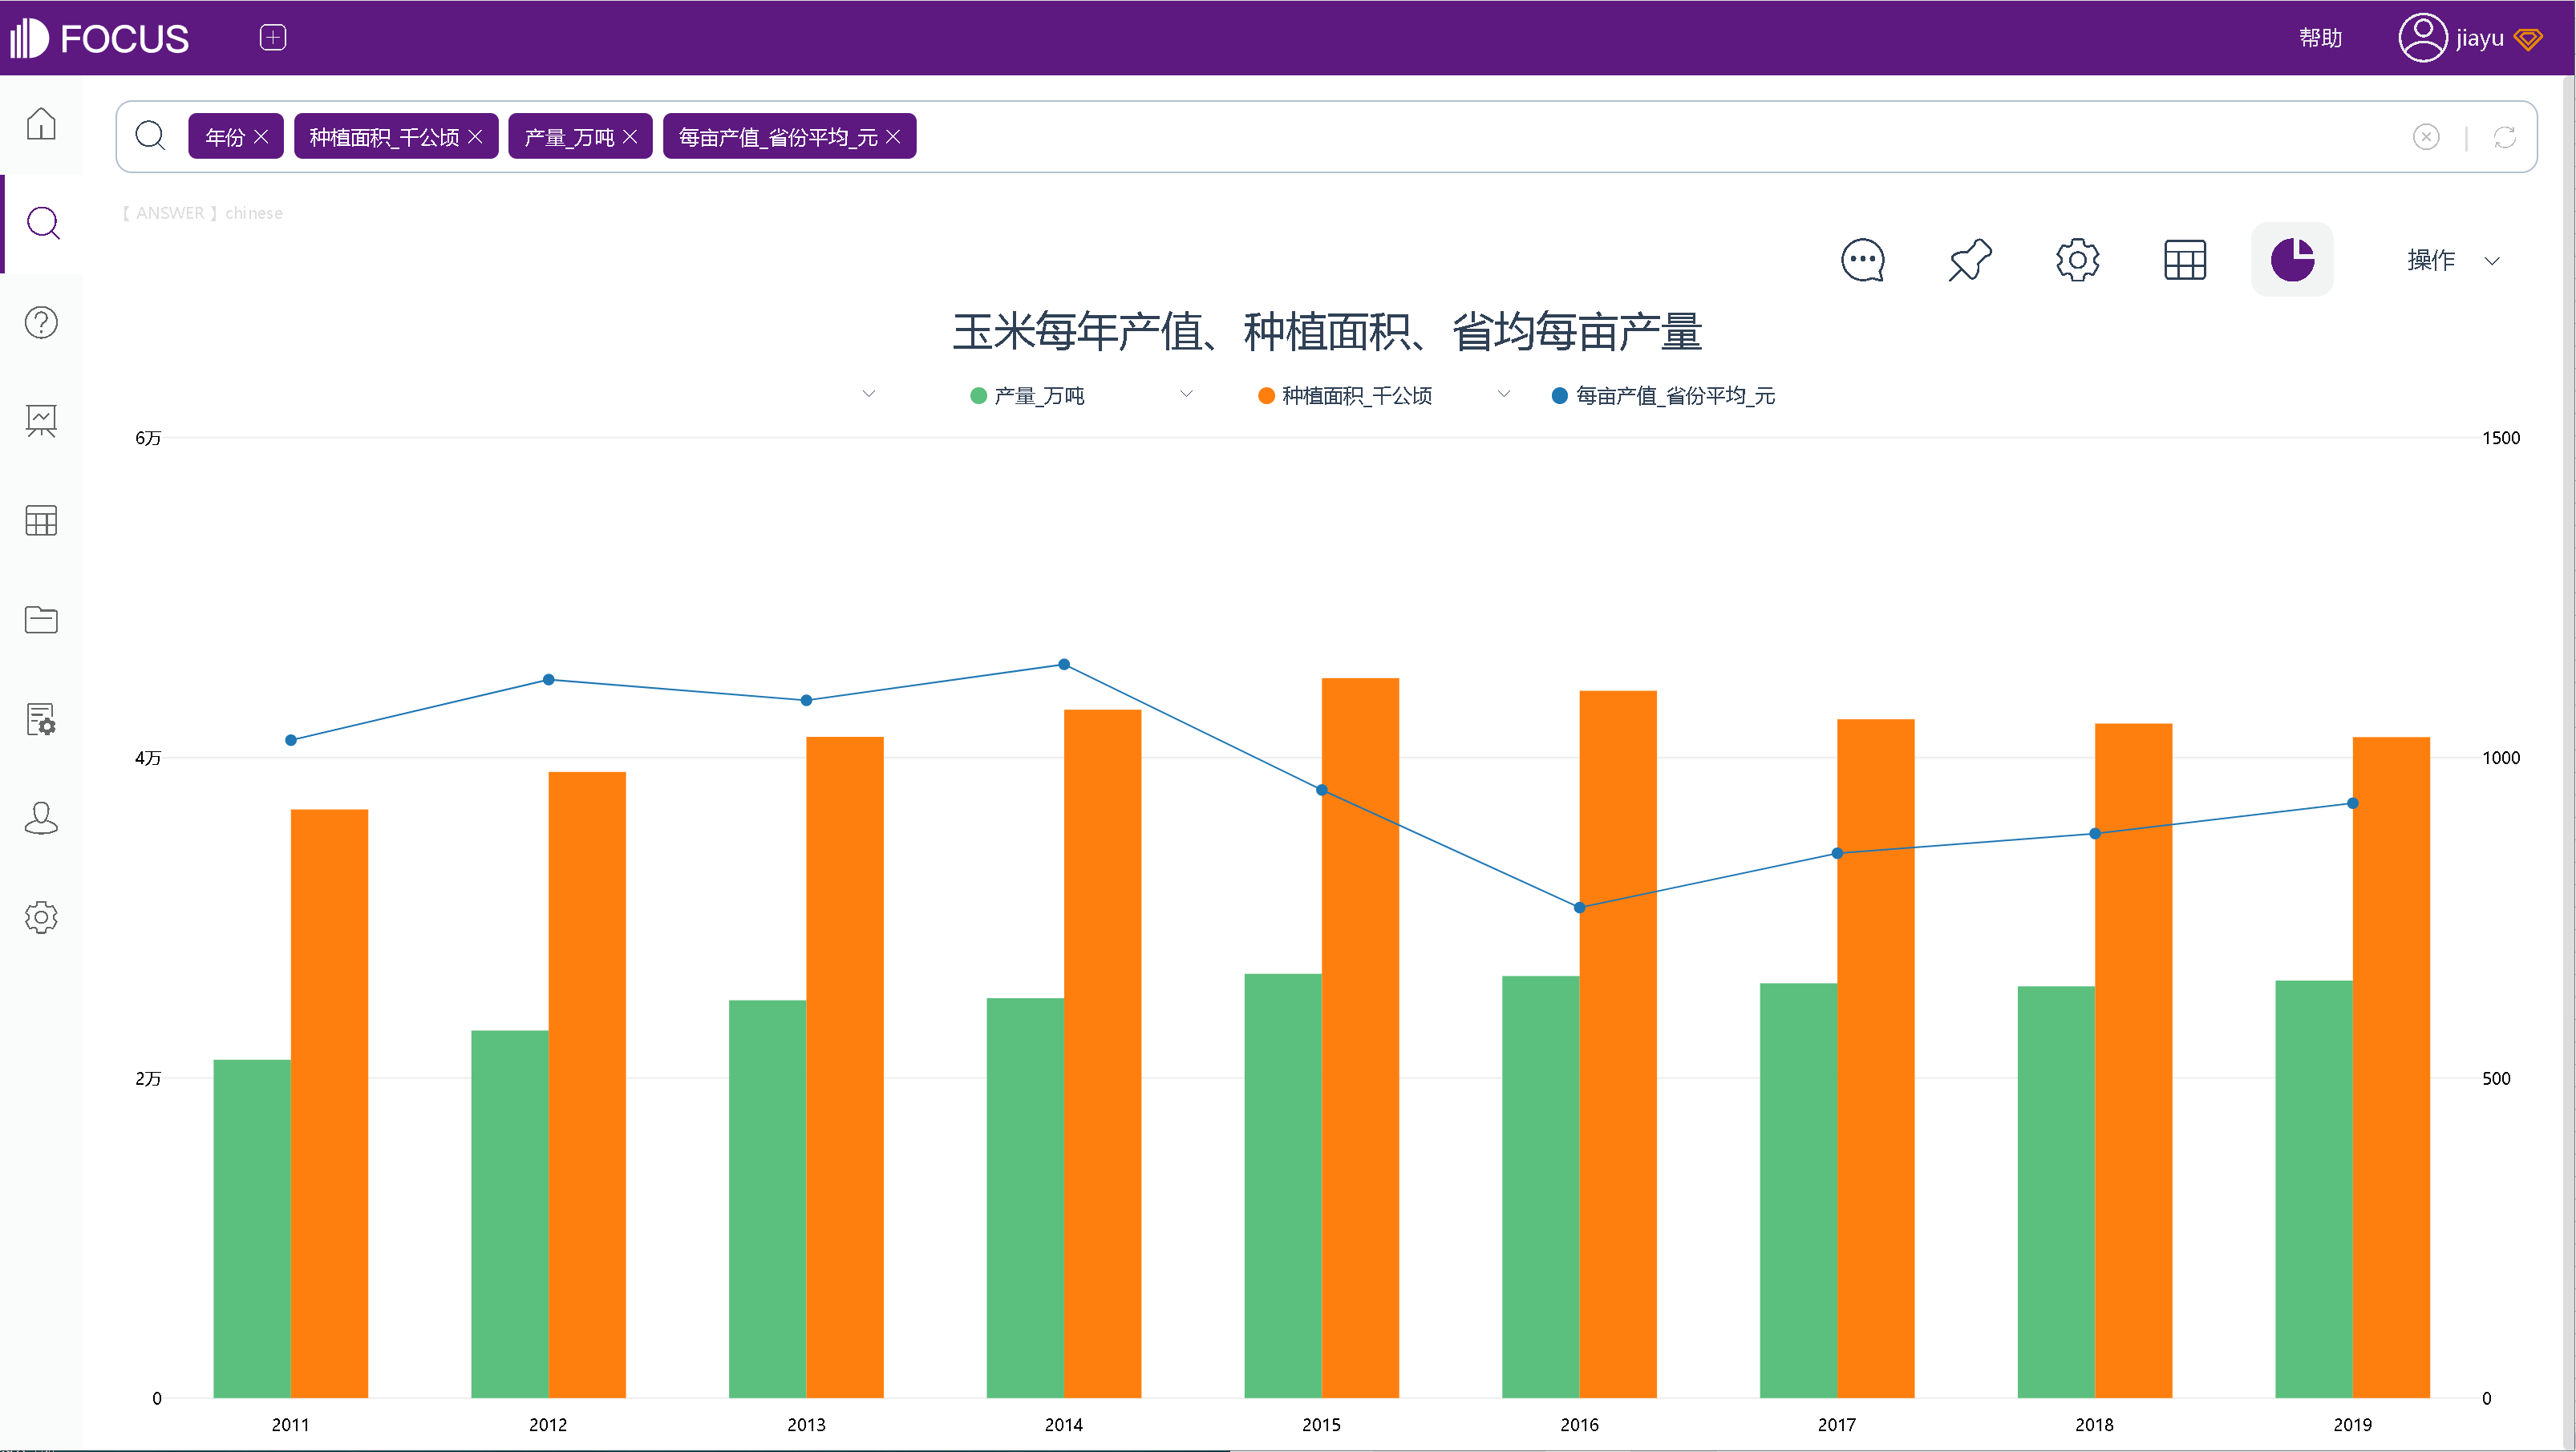 FOCUS
帮助
jiayu
年份 种植面积_千公顷 产量_万吨 每亩产值_省份平均_元
【 ANSWER 】chinese
操作
玉米每年产值、种植面积、省均每亩产量
产量_万吨 种植面积_千公顷 每亩产值_省份平均_元
6万 1500
4万 1000
2万 500
0 0
2011 2012 2013 2014 2015 2016 2017 2018 2019